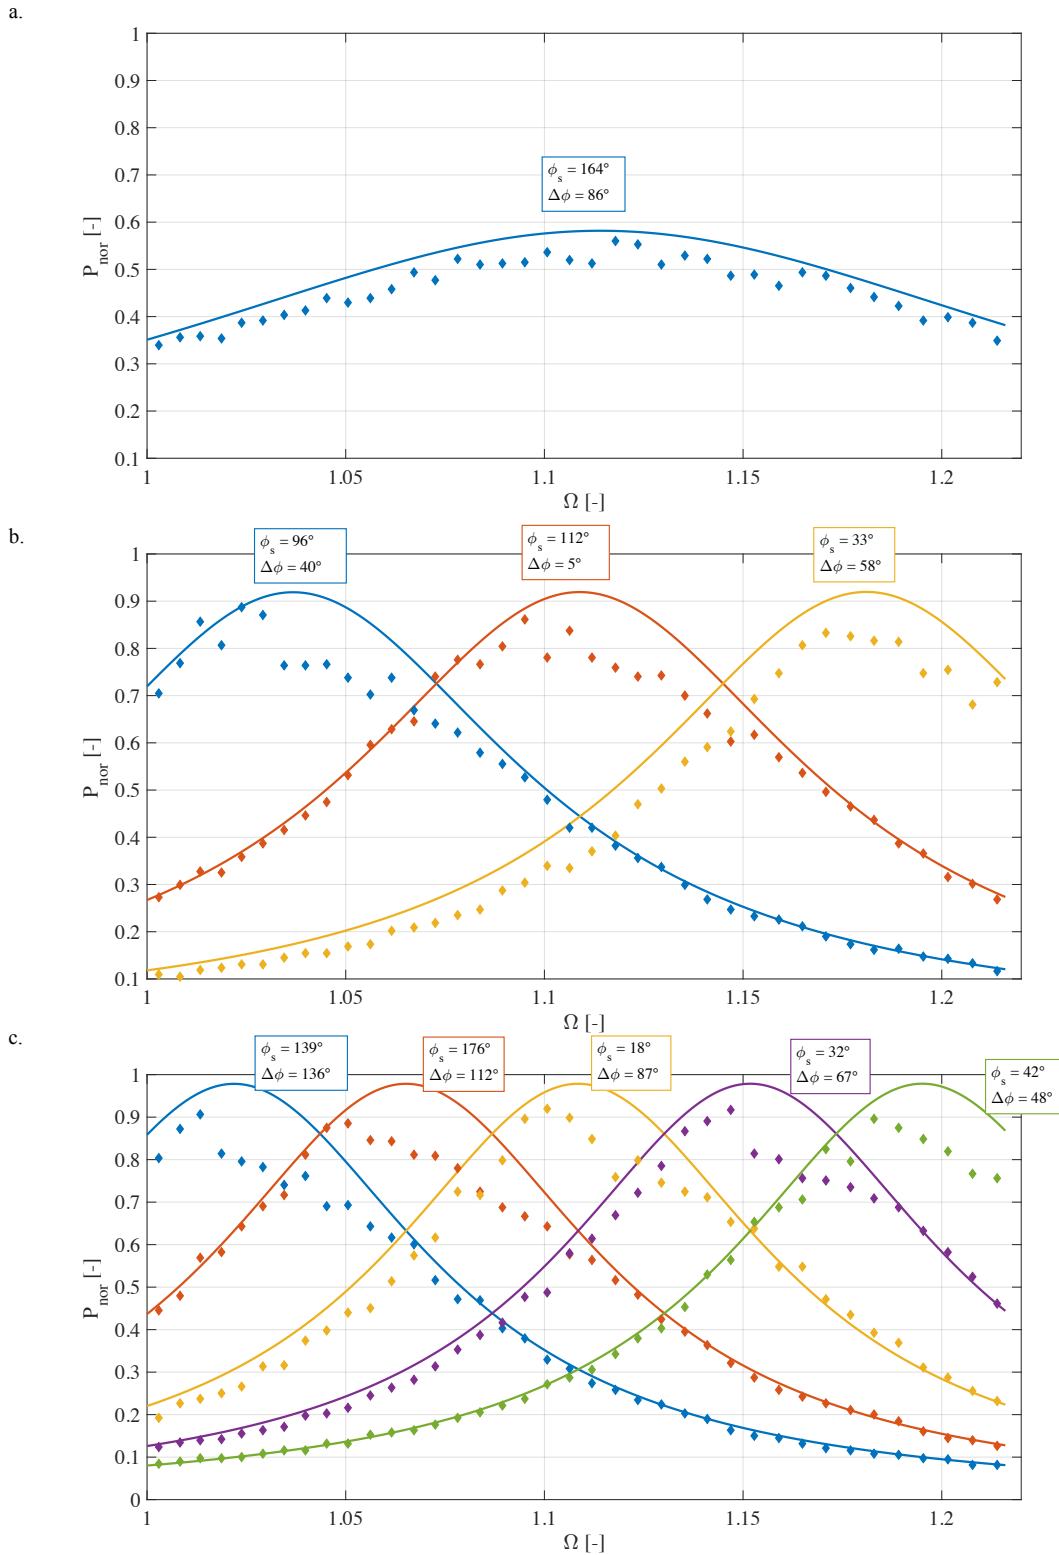 a.
1
0.9
0.8
0.7
0.6
0.5
0.4
0.3
0.2
0.1
P_nor [-]
ϕ_s = 164°
Δϕ = 86°
1 1.05 1.1 1.15 1.2
Ω [-]
b.
1
0.9
0.8
0.7
0.6
0.5
0.4
0.3
0.2
0.1
P_nor [-]
ϕ_s = 96°
Δϕ = 40°
ϕ_s = 112°
Δϕ = 5°
ϕ_s = 33°
Δϕ = 58°
1 1.05 1.1 1.15 1.2
Ω [-]
c.
1
0.9
0.8
0.7
0.6
0.5
0.4
0.3
0.2
0.1
0
P_nor [-]
ϕ_s = 139°
Δϕ = 136°
ϕ_s = 176°
Δϕ = 112°
ϕ_s = 18°
Δϕ = 87°
ϕ_s = 32°
Δϕ = 67°
ϕ_s = 42°
Δϕ = 48°
1 1.05 1.1 1.15 1.2
Ω [-]